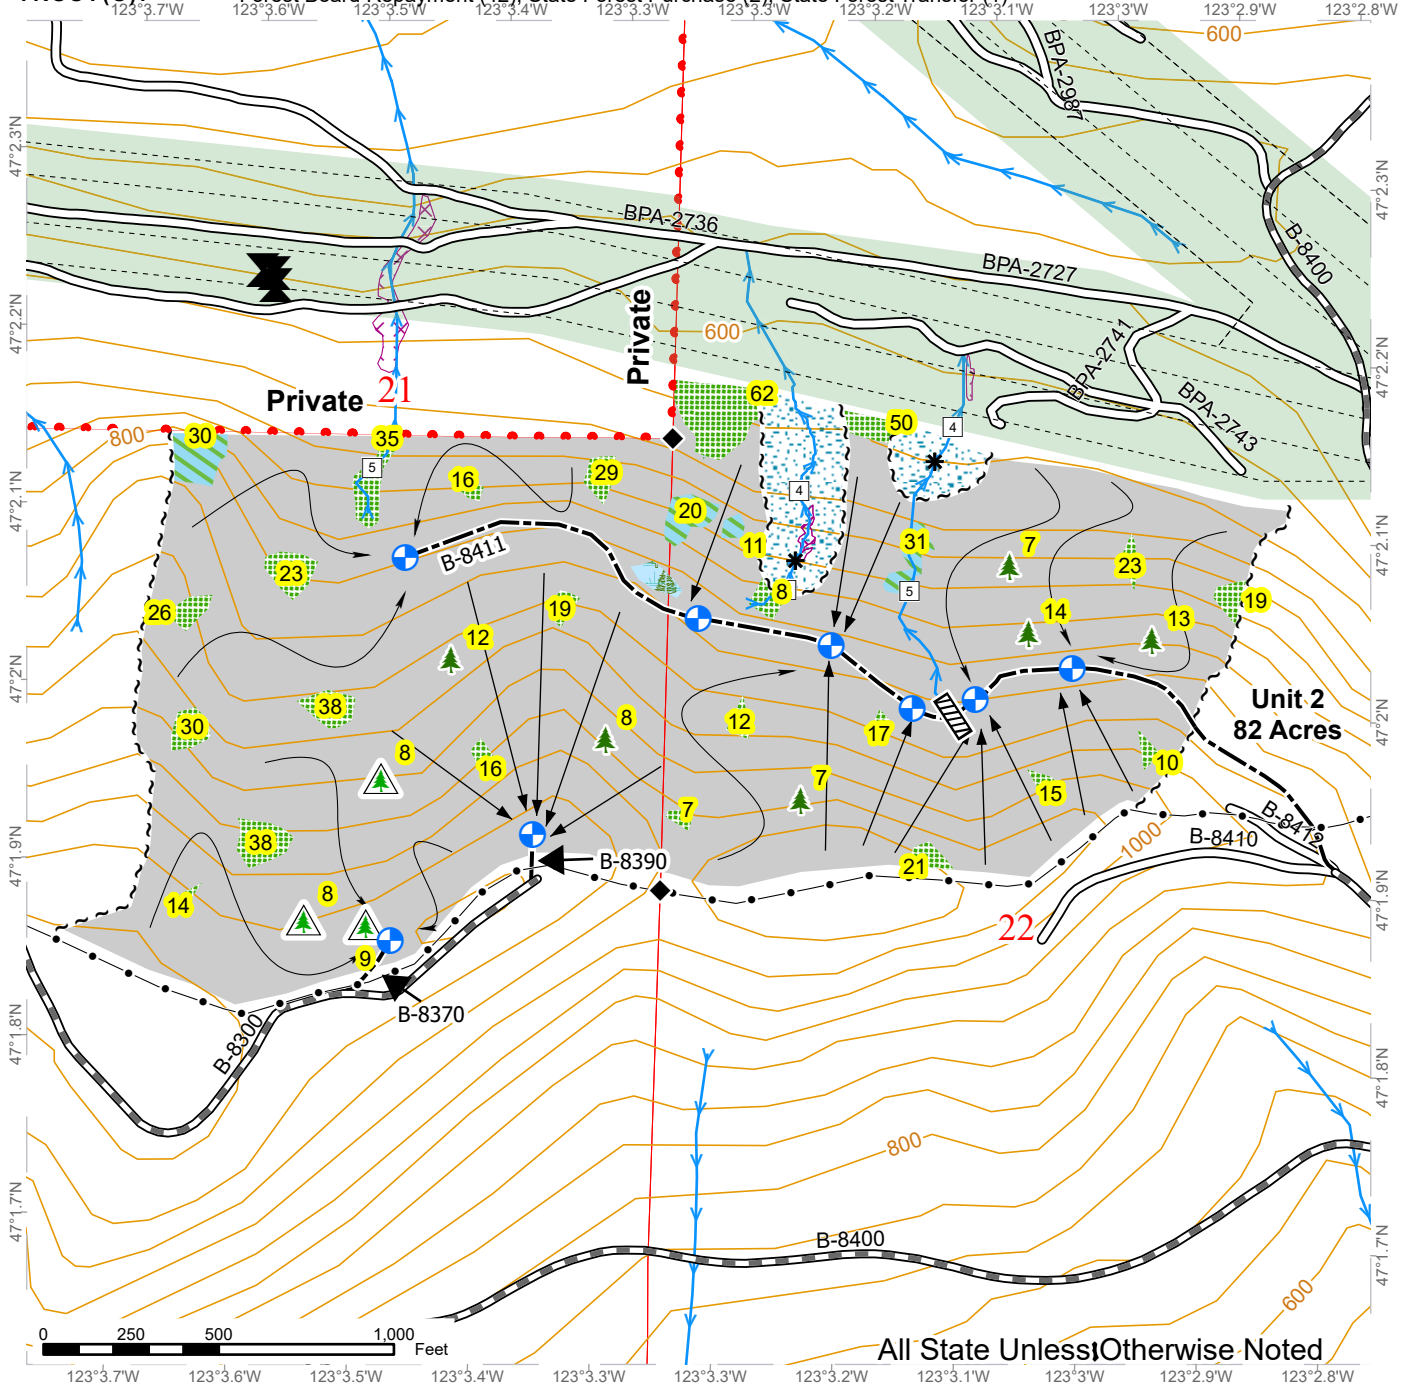 123°3.7'W 123°3.6'W 123°3.5'W 123°3.4'W 123°3.3'W 123°3.2'W 123°3.1'W 123°3'W 123°2.9'W 123°2.8'W
600
BPA-2987
47°2.3'N
47°2.3'N
BPA-2736
BPA-2727
B-8400
47°2.2'N
Private
600
BPA-2741
47°2.2'N
Private 21
62
50
4
BPA-2743
800
30
35
5
16
29
4
47°2.1'N
20
11
31
7
23
47°2.1'N
B-8411
23
8
5
26
19
14
13
19
12
47°2'N
38
8
12
17
Unit 2
82 Acres
47°2'N
30
8
16
7
7
15
10
38
1000
B-8412
B-8410
47°1.9'N
B-8390
21
47°1.9'N
14
8
22
9
B-8370
B-8300
47°1.8'N
47°1.8'N
800
47°1.7'N
B-8400
47°1.7'N
600
0 250 500 1,000
Feet
All State Unless Otherwise Noted
123°3.7'W 123°3.6'W 123°3.5'W 123°3.4'W 123°3.3'W 123°3.3'W 123°3.2'W 123°3.1'W 123°3'W 123°2.9'W 123°2.8'W